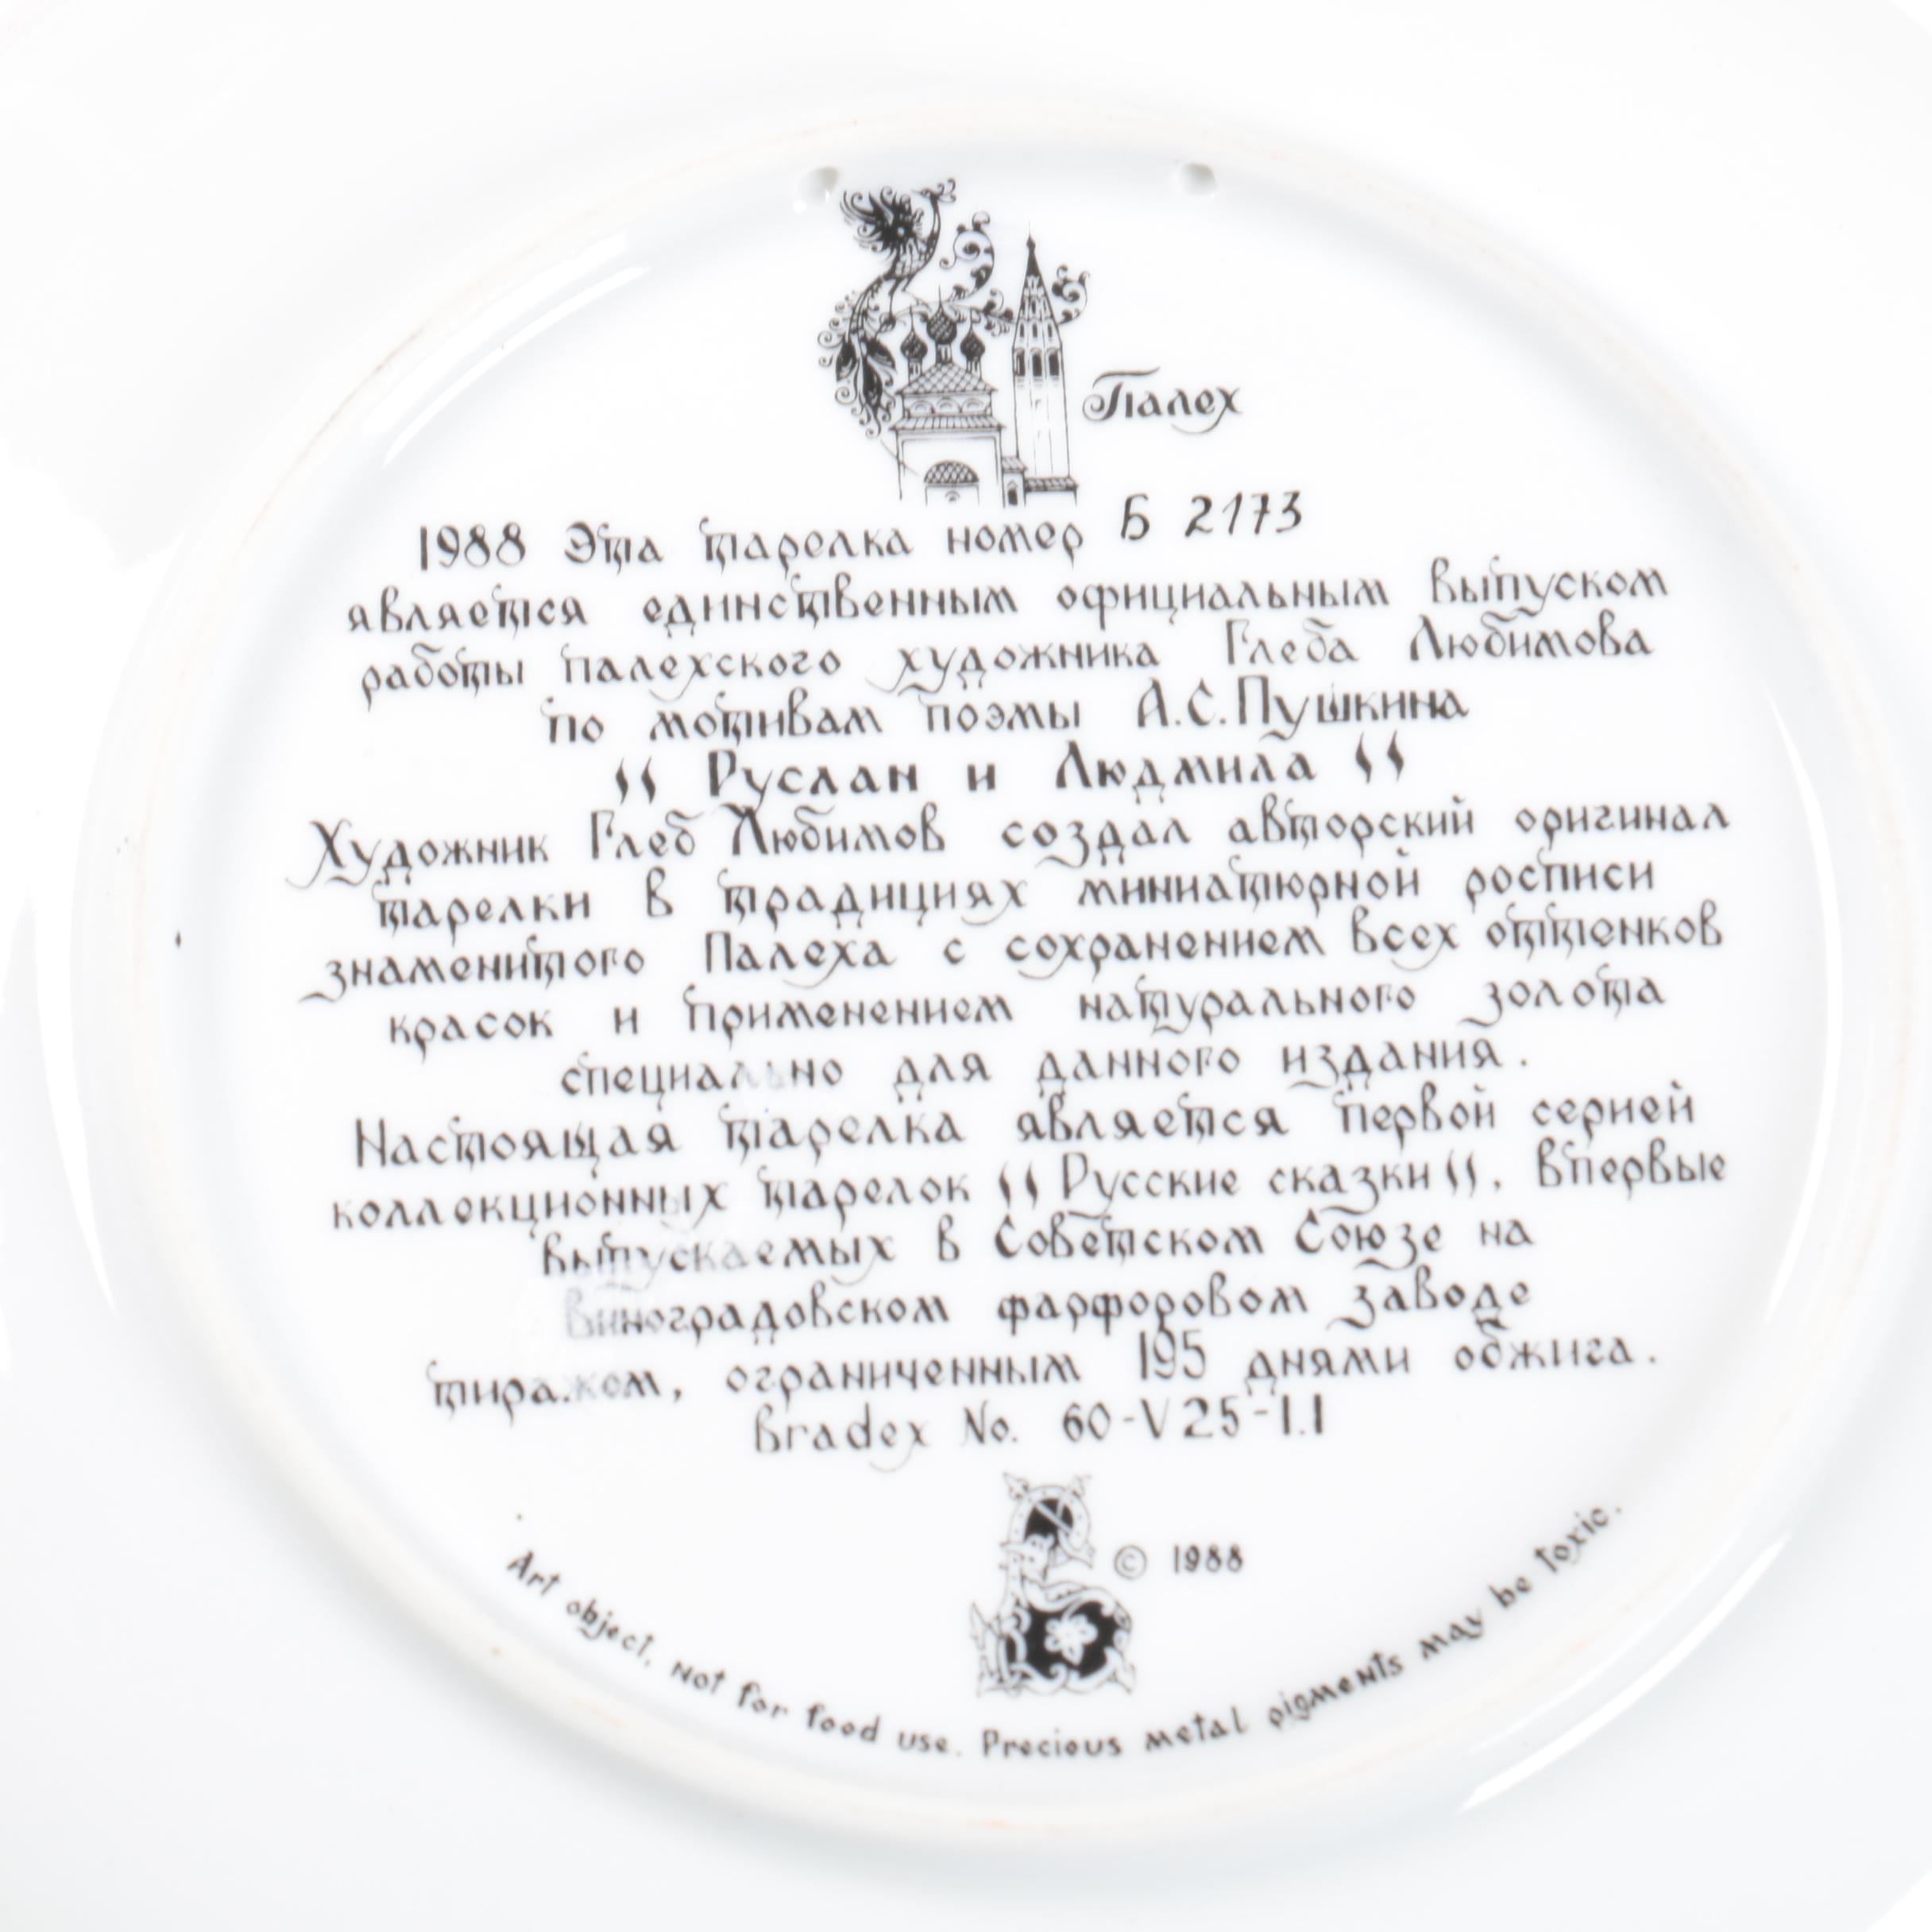 Палех
1988 Эта тарелка номер Б 2173
является единственным официальным выпуском
работы палехского художника Глеба Любимова
по мотивам поэмы А.С.Пушкина
" Руслан и Людмила "
Художник Глеб Любимов создал авторский оригинал
тарелки в традициях миниатюрной росписи
знаменитого Палеха с сохранением всех оттенков
красок и применением натурального золота
специально для данного издания.
Настоящая тарелка является первой серией
коллекционных тарелок "Русские сказки". Впервые
выпускаемых в Советском Союзе на
Виноградовском фарфоровом заводе
тиражом, ограниченным 195 днями обжига.
Bradex No. 60-V25-1.1
© 1988
Art object, not for food use. Precious metal pigments may be toxic.